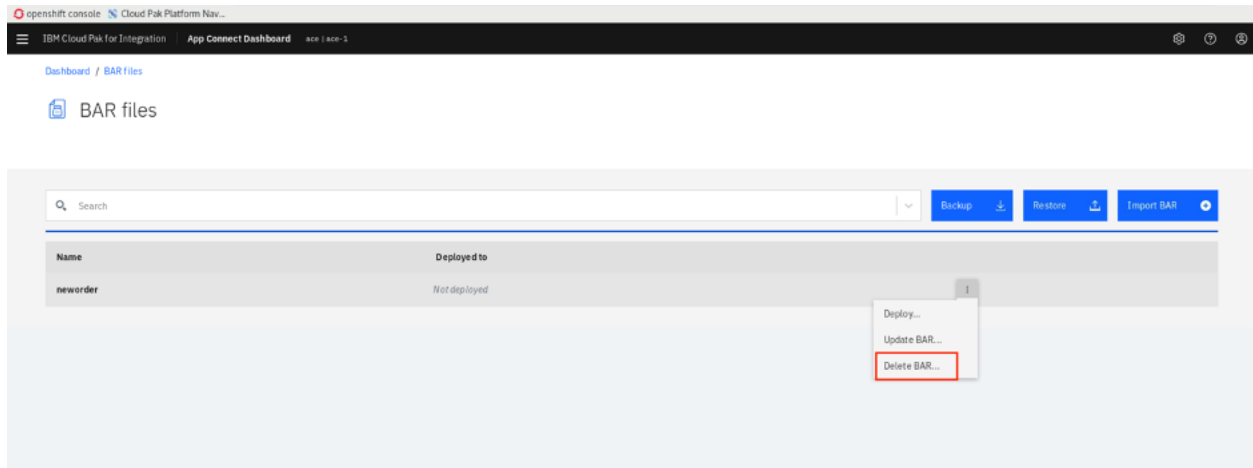 openshift console Cloud Pak Platform Nav...
IBM Cloud Pak for Integration App Connect Dashboard ace | ace-1
Dashboard / BAR files
BAR files
Search Backup Restore Import BAR
Name Deployed to
neworder Not deployed
Deploy...
Update BAR...
Delete BAR...